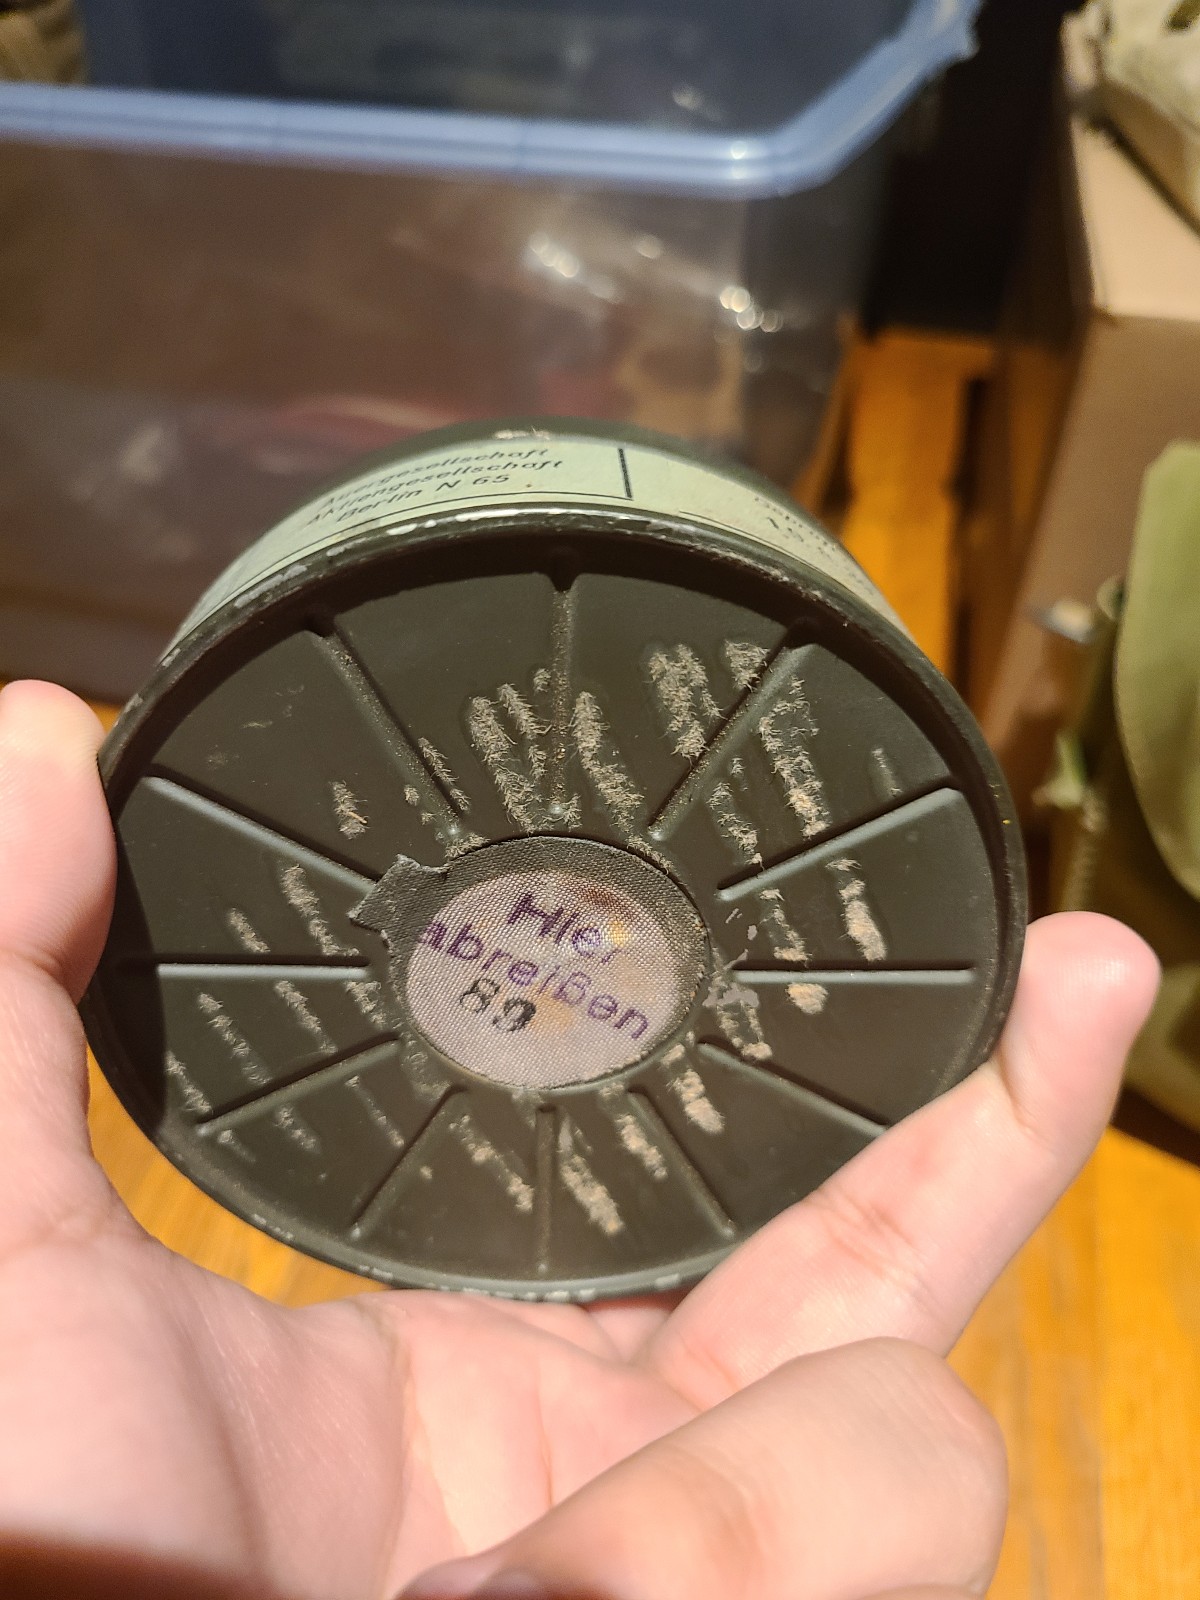 Auergesellschaft
Aktiengesellschaft
Berlin N 65
Hier
abreißen
89